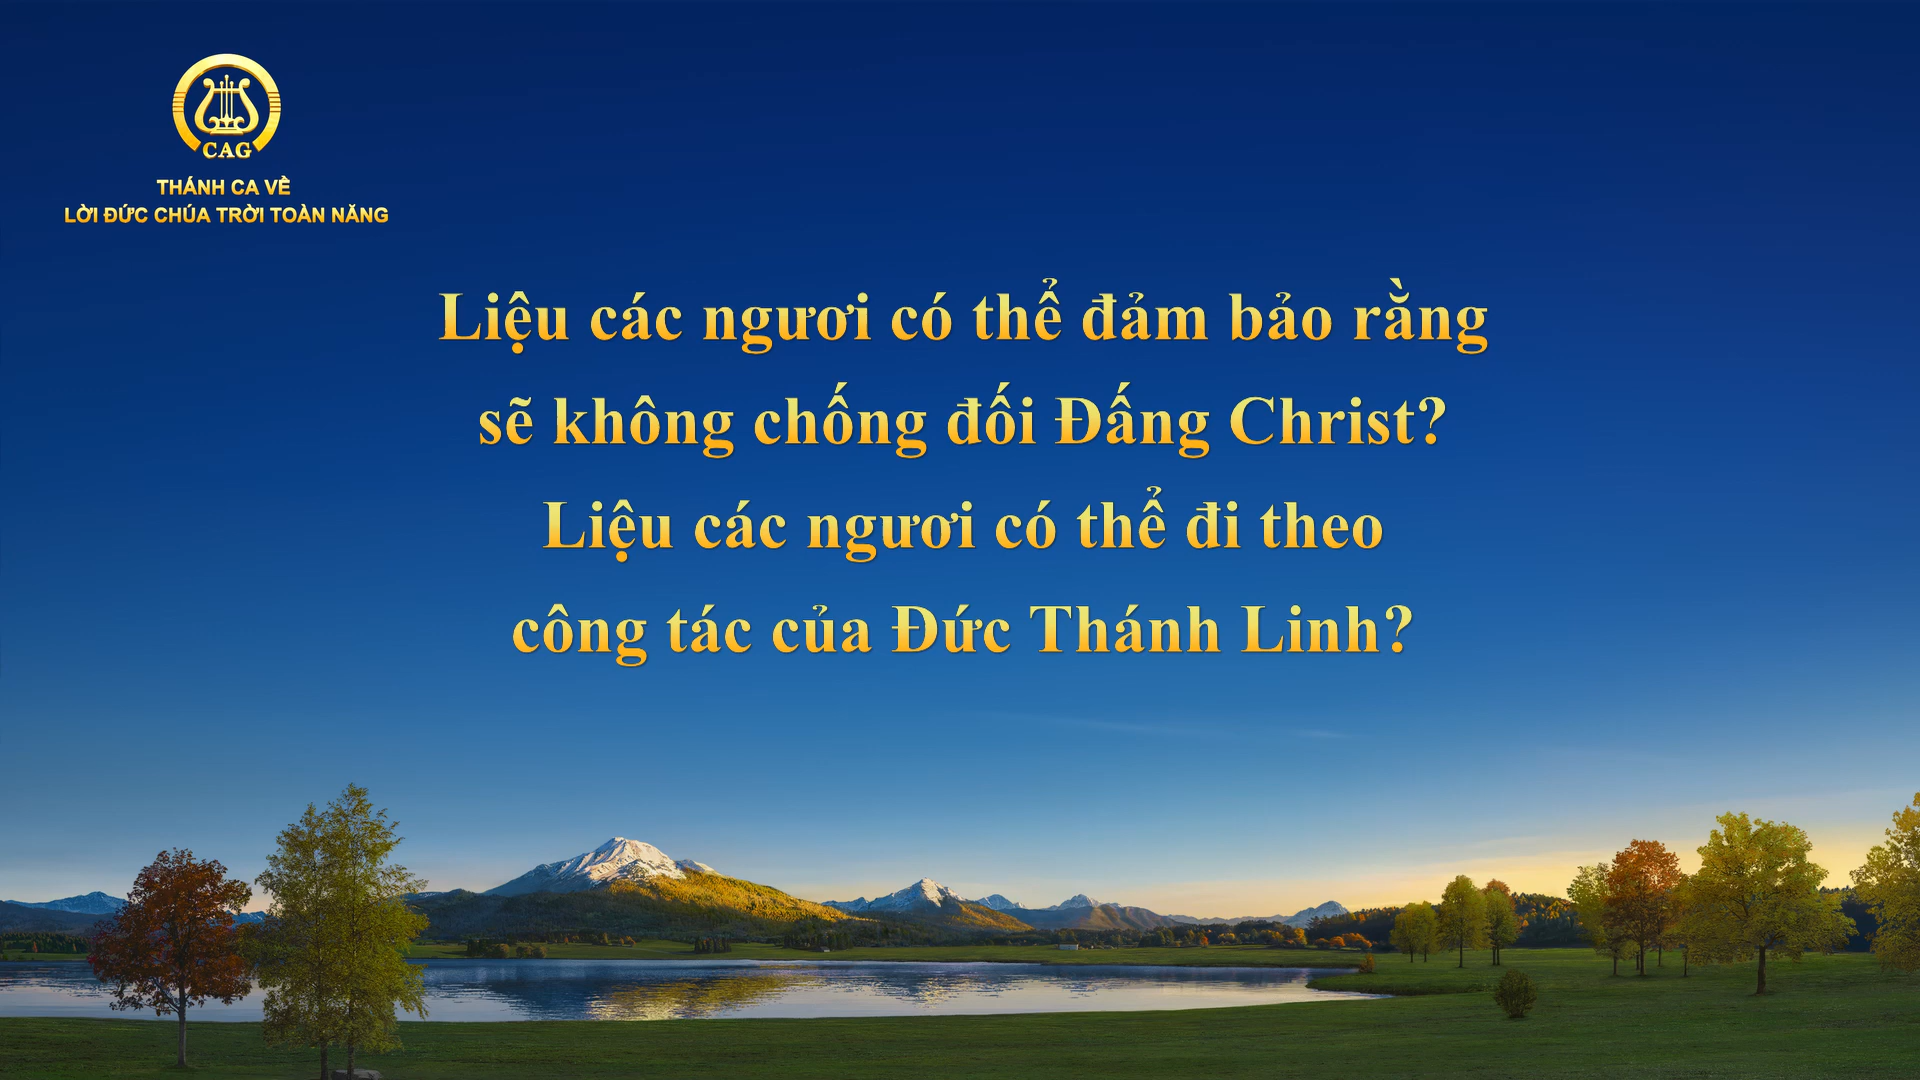 CAG
THÁNH CA VỀ
LỜI ĐỨC CHÚA TRỜI TOÀN NĂNG
Liệu các ngươi có thể đảm bảo rằng
sẽ không chống đối Đấng Christ?
Liệu các ngươi có thể đi theo
công tác của Đức Thánh Linh?